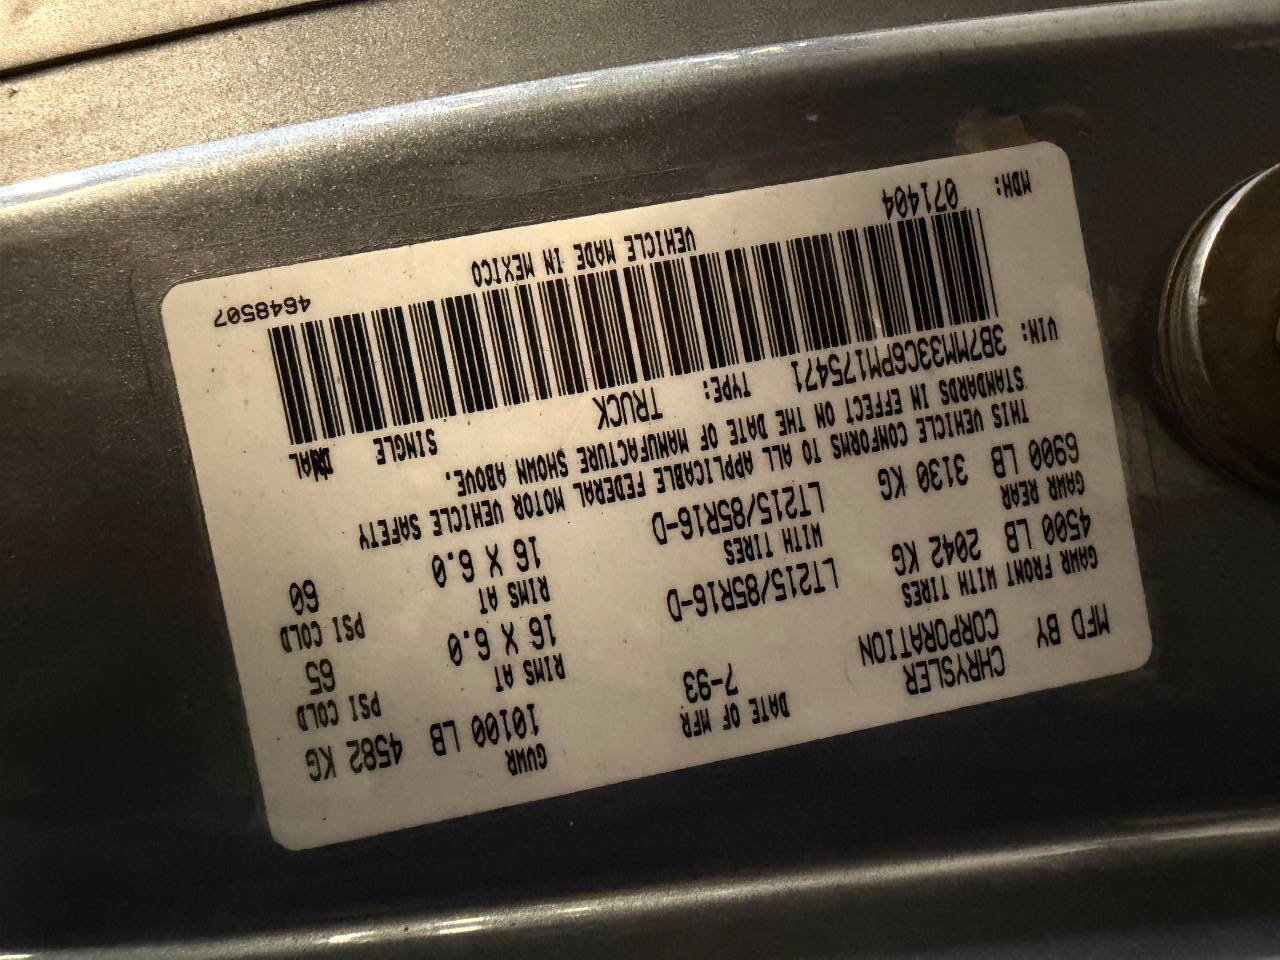 MFD BY CHRYSLER CORPORATION DATE OF MFR 7-93 GVWR 10100 LB 4582 KG
GAWR FRONT WITH TIRES RIMS AT PSI COLD
4500 LB 2042 KG LT215/85R16-D 16 X 6.0 65
GAWR REAR WITH TIRES RIMS AT PSI COLD
6900 LB 3130 KG LT215/85R16-D 16 X 6.0 60
THIS VEHICLE CONFORMS TO ALL APPLICABLE FEDERAL MOTOR VEHICLE SAFETY
STANDARDS IN EFFECT ON THE DATE OF MANUFACTURE SHOWN ABOVE.
VIN: 3B7MM33C6PM175471 TYPE: TRUCK SINGLE DUAL
MDH: 071404 VEHICLE MADE IN MEXICO 4648507